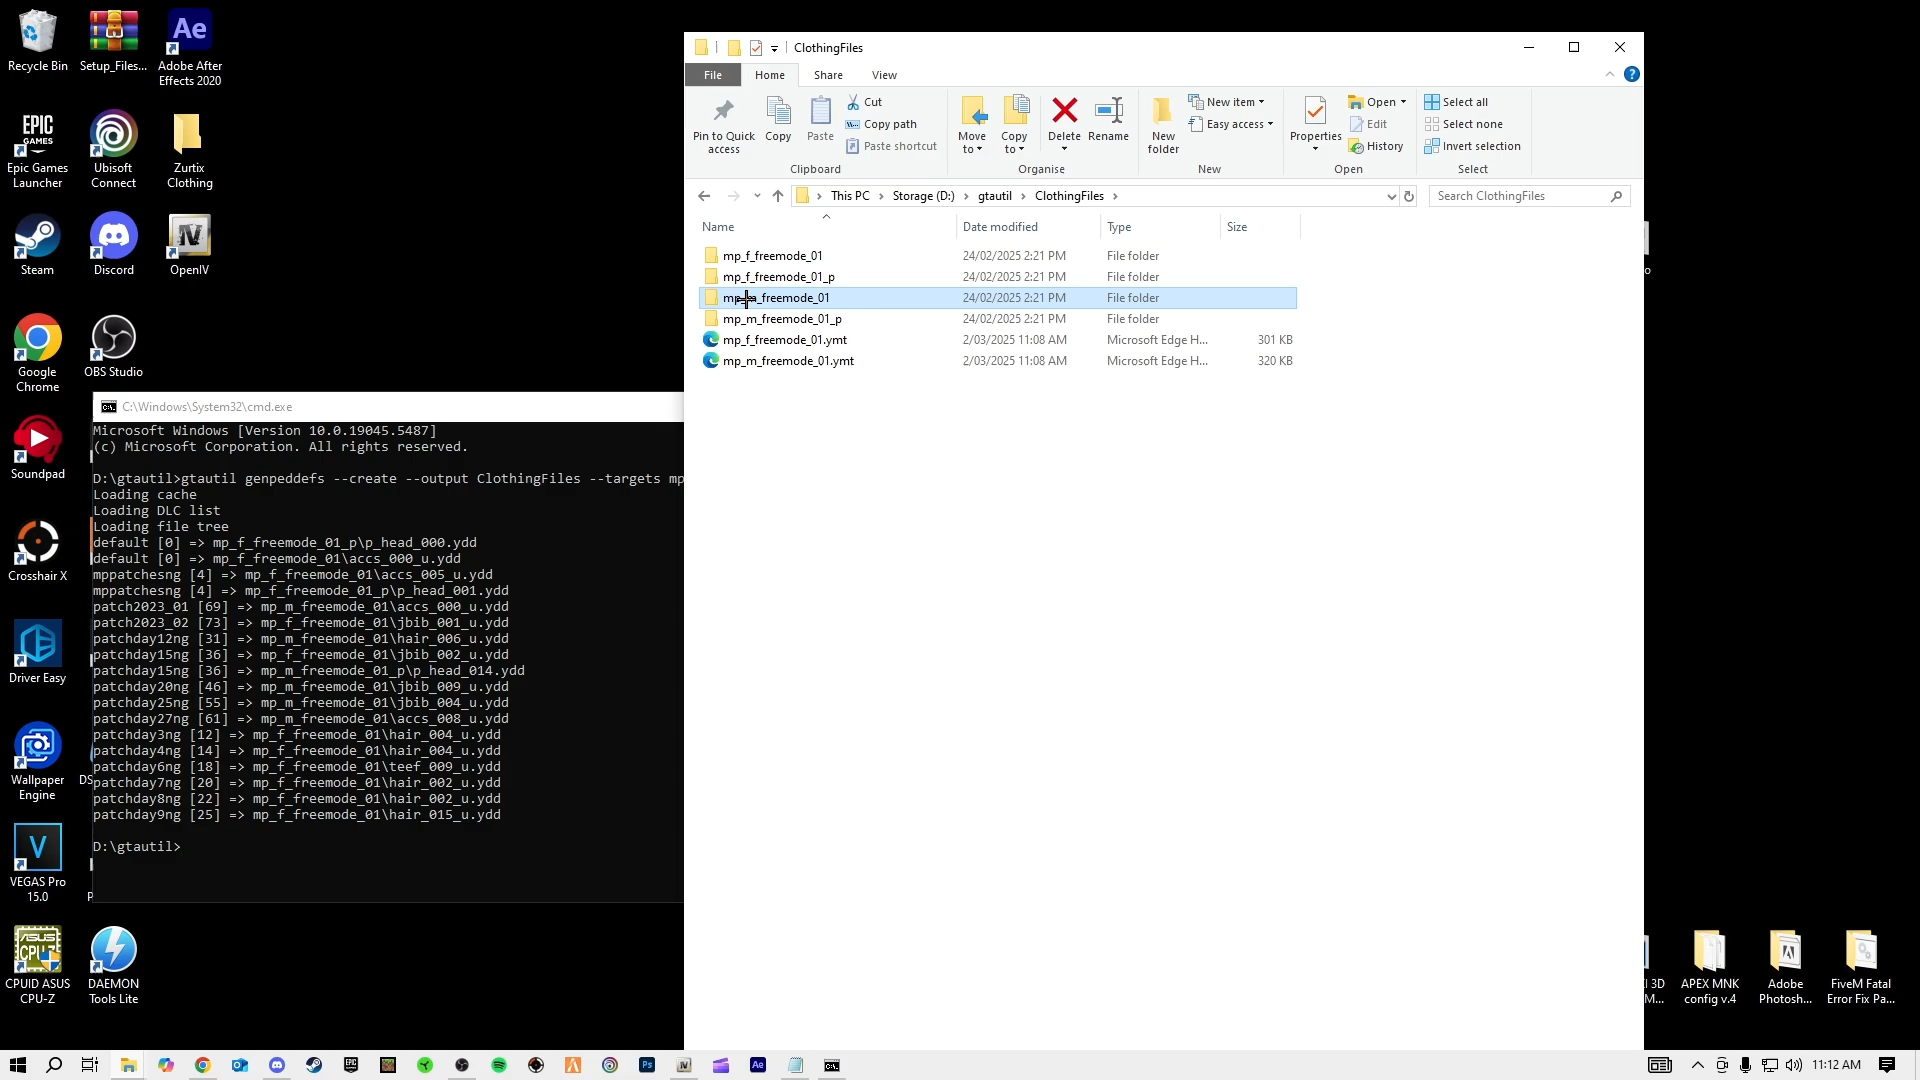 Recycle Bin
Setup_Files...
Adobe After
Effects 2020
Epic Games
Launcher
Ubisoft
Connect
Zurtix
Clothing
Steam
Discord
OpenIV
Google
Chrome
OBS Studio
Soundpad
Crosshair X
Driver Easy
Wallpaper
Engine
VEGAS Pro
15.0
CPUID ASUS
CPU-Z
DAEMON
Tools Lite
C:\Windows\System32\cmd.exe
Microsoft Windows [Version 10.0.19045.5487]
(c) Microsoft Corporation. All rights reserved.
D:\gtautil>gtautil genpeddefs --create --output ClothingFiles --targets mp
Loading cache
Loading DLC list
Loading file tree
default [0] => mp_f_freemode_01_p\p_head_000.ydd
default [0] => mp_f_freemode_01\accs_000_u.ydd
mppatchesng [4] => mp_f_freemode_01\accs_005_u.ydd
mppatchesng [4] => mp_f_freemode_01_p\p_head_001.ydd
patch2023_01 [69] => mp_m_freemode_01\accs_000_u.ydd
patch2023_02 [73] => mp_f_freemode_01\jbib_001_u.ydd
patchday12ng [31] => mp_m_freemode_01\hair_006_u.ydd
patchday15ng [36] => mp_f_freemode_01\jbib_002_u.ydd
patchday15ng [36] => mp_m_freemode_01_p\p_head_014.ydd
patchday20ng [46] => mp_m_freemode_01\jbib_009_u.ydd
patchday25ng [55] => mp_m_freemode_01\jbib_004_u.ydd
patchday27ng [61] => mp_m_freemode_01\accs_008_u.ydd
patchday3ng [12] => mp_f_freemode_01\hair_004_u.ydd
patchday4ng [14] => mp_f_freemode_01\hair_004_u.ydd
patchday6ng [18] => mp_f_freemode_01\teef_009_u.ydd
patchday7ng [20] => mp_f_freemode_01\hair_002_u.ydd
patchday8ng [22] => mp_f_freemode_01\hair_002_u.ydd
patchday9ng [25] => mp_f_freemode_01\hair_015_u.ydd
D:\gtautil>
ClothingFiles
File Home Share View
Pin to Quick
access
Copy
Paste
Cut
Copy path
Paste shortcut
Clipboard
Move
to
Copy
to
Delete
Rename
Organise
New
folder
New item
Easy access
New
Properties
Open
Edit
History
Open
Select all
Select none
Invert selection
Select
This PC > Storage (D:) > gtautil > ClothingFiles >
Search ClothingFiles
Name Date modified Type Size
mp_f_freemode_01 24/02/2025 2:21 PM File folder
mp_f_freemode_01_p 24/02/2025 2:21 PM File folder
mp_m_freemode_01 24/02/2025 2:21 PM File folder
mp_m_freemode_01_p 24/02/2025 2:21 PM File folder
mp_f_freemode_01.ymt 2/03/2025 11:08 AM Microsoft Edge H... 301 KB
mp_m_freemode_01.ymt 2/03/2025 11:08 AM Microsoft Edge H... 320 KB
3D
M...
APEX MNK
config v.4
Adobe
Photosh...
FiveM Fatal
Error Fix Pa...
11:12 AM